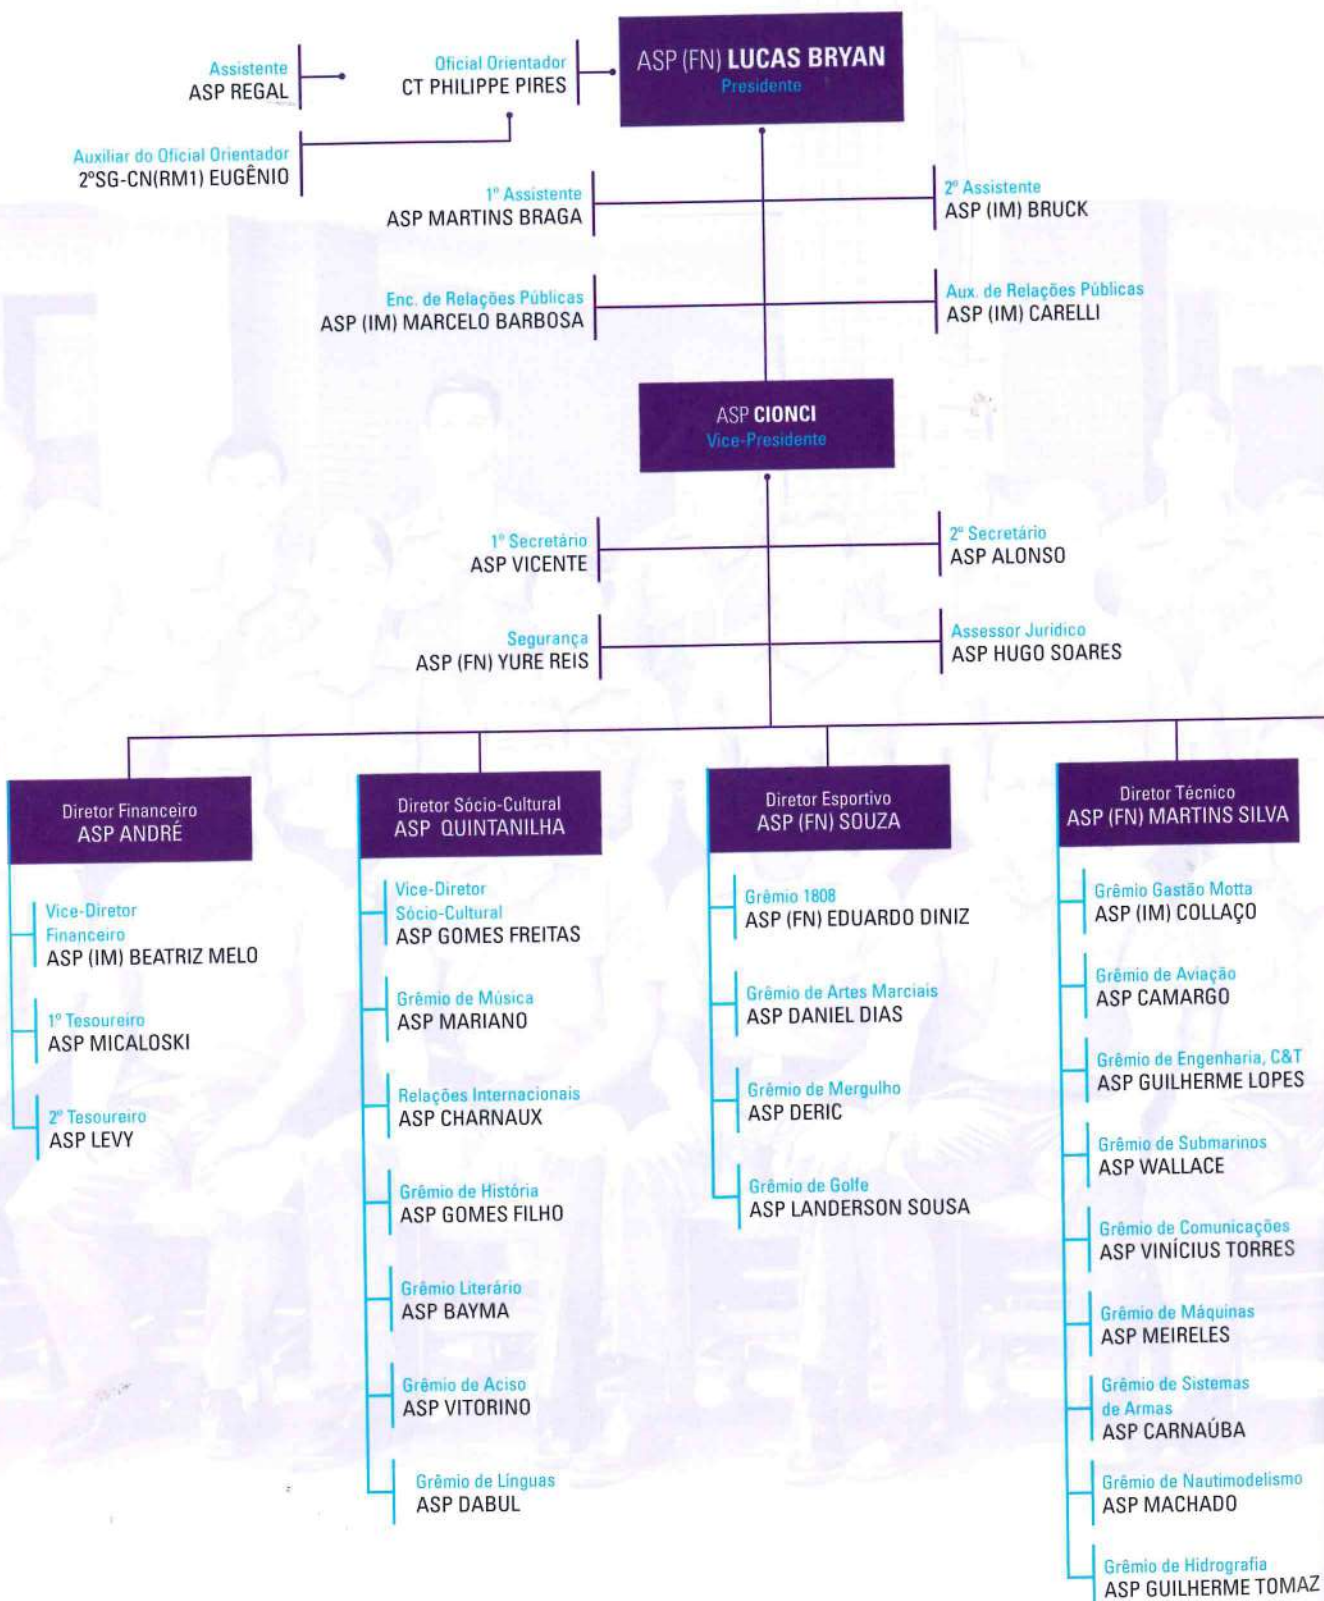 ASP (FN) LUCAS BRYAN
Presidente
Assistente
ASP REGAL
Oficial Orientador
CT PHILIPPE PIRES
Auxiliar do Oficial Orientador
2ºSG-CN(RM1) EUGÊNIO
1º Assistente
ASP MARTINS BRAGA
2º Assistente
ASP (IM) BRUCK
Enc. de Relações Públicas
ASP (IM) MARCELO BARBOSA
Aux. de Relações Públicas
ASP (IM) CARELLI
ASP CIONCI
Vice-Presidente
1º Secretário
ASP VICENTE
2º Secretário
ASP ALONSO
Segurança
ASP (FN) YURE REIS
Assessor Jurídico
ASP HUGO SOARES
Diretor Financeiro
ASP ANDRÉ
Vice-Diretor
Financeiro
ASP (IM) BEATRIZ MELO
1º Tesoureiro
ASP MICALOSKI
2º Tesoureiro
ASP LEVY
Diretor Sócio-Cultural
ASP QUINTANILHA
Vice-Diretor
Sócio-Cultural
ASP GOMES FREITAS
Grêmio de Música
ASP MARIANO
Relações Internacionais
ASP CHARNAUX
Grêmio de História
ASP GOMES FILHO
Grêmio Literário
ASP BAYMA
Grêmio de Aciso
ASP VITORINO
Grêmio de Línguas
ASP DABUL
Diretor Esportivo
ASP (FN) SOUZA
Grêmio 1808
ASP (FN) EDUARDO DINIZ
Grêmio de Artes Marciais
ASP DANIEL DIAS
Grêmio de Mergulho
ASP DERIC
Grêmio de Golfe
ASP LANDERSON SOUSA
Diretor Técnico
ASP (FN) MARTINS SILVA
Grêmio Gastão Motta
ASP (IM) COLLAÇO
Grêmio de Aviação
ASP CAMARGO
Grêmio de Engenharia, C&T
ASP GUILHERME LOPES
Grêmio de Submarinos
ASP WALLACE
Grêmio de Comunicações
ASP VINÍCIUS TORRES
Grêmio de Máquinas
ASP MEIRELES
Grêmio de Sistemas
de Armas
ASP CARNAÚBA
Grêmio de Nautimodelismo
ASP MACHADO
Grêmio de Hidrografia
ASP GUILHERME TOMAZ